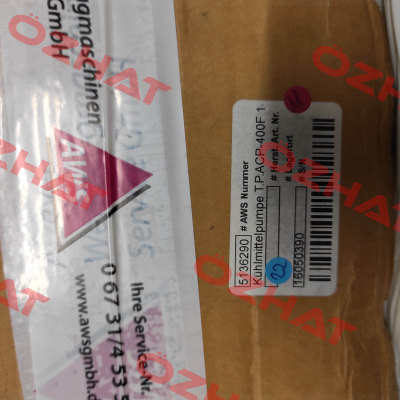 gmaschinen
GmbH
AWS
Ihre Service-Nr.
0 67 31/4 53 5
www.awsgmbh.d
5136290 # AWS Nummer
Kühlmittelpumpe T.PACP-400F 1-
# Herst. Art. Nr.
22 # Lagerort
16050390 # S/N
OZHAT
OZHAT
OZHAT
OZHAT
OZHAT